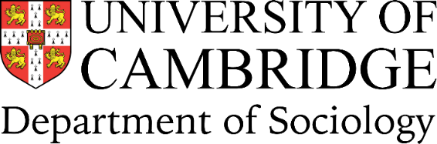 UNIVERSITY OF
CAMBRIDGE
Department of Sociology